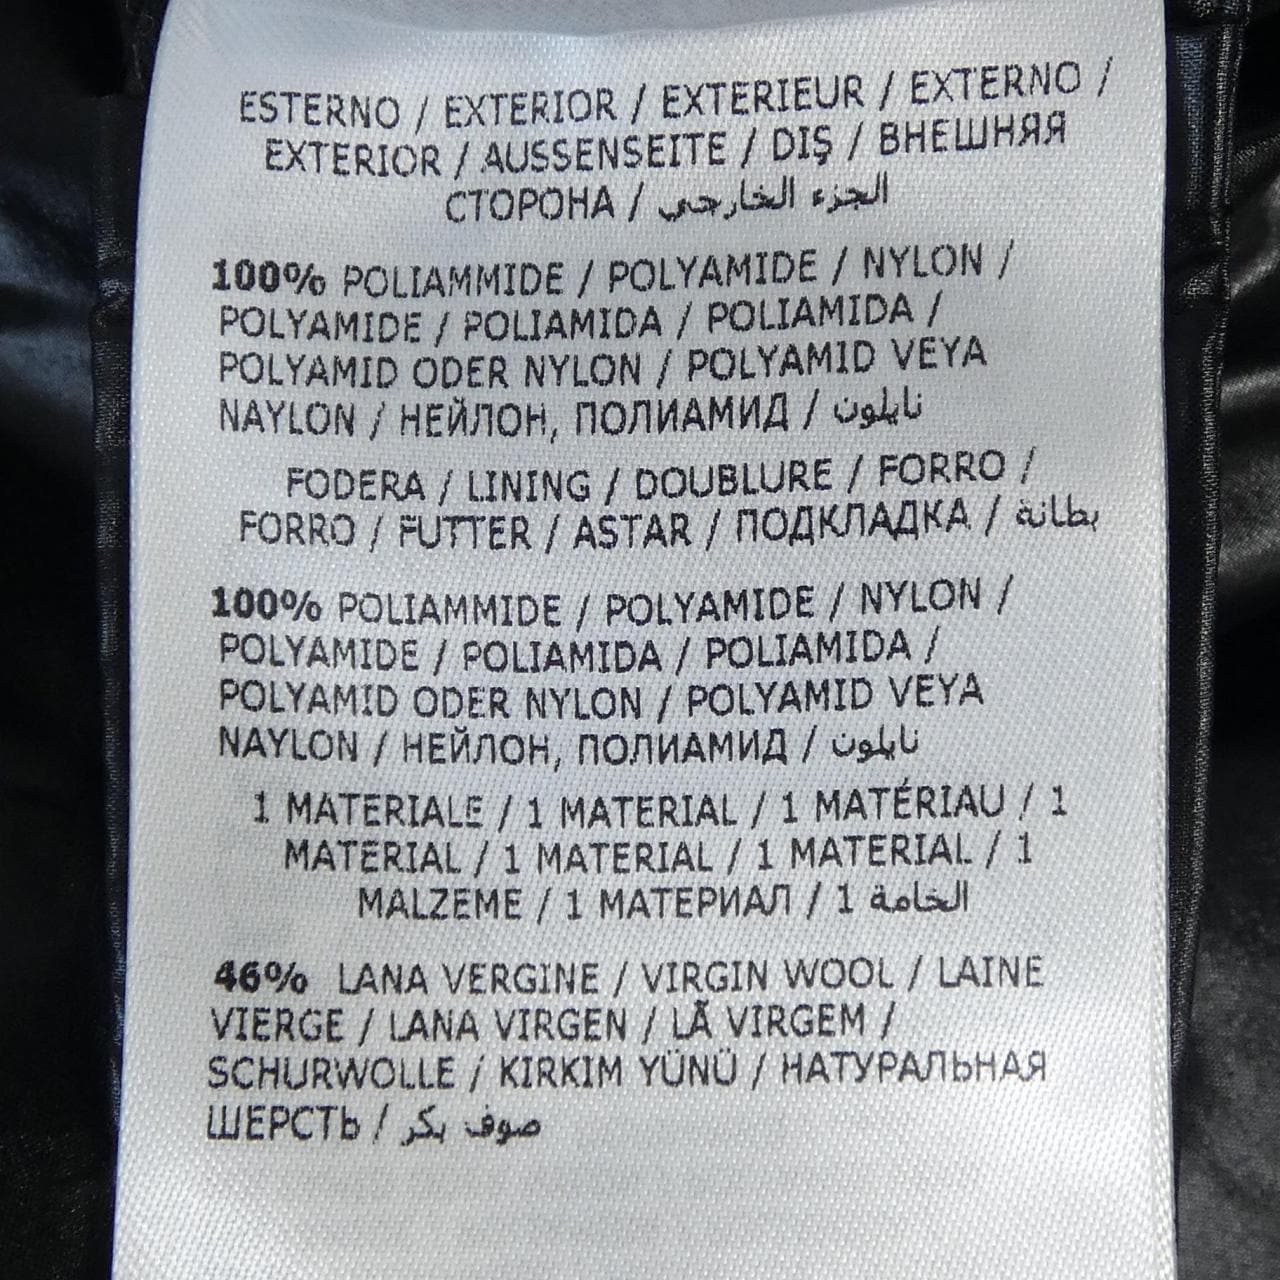 ESTERNO / EXTERIOR / EXTERIEUR / EXTERNO /
EXTERIOR / AUSSENSEITE / DIŞ / ВНЕШНЯЯ
СТОРОНА / الجزء الخارجي
100% POLIAMMIDE / POLYAMIDE / NYLON /
POLYAMIDE / POLIAMIDA / POLIAMIDA /
POLYAMID ODER NYLON / POLYAMID VEYA
NAYLON / НЕЙЛОН, ПОЛИАМИД / نايلون
FODERA / LINING / DOUBLURE / FORRO /
FORRO / FUTTER / ASTAR / ПОДКЛАДКА / بطانة
100% POLIAMMIDE / POLYAMIDE / NYLON /
POLYAMIDE / POLIAMIDA / POLIAMIDA /
POLYAMID ODER NYLON / POLYAMID VEYA
NAYLON / НЕЙЛОН, ПОЛИАМИД / نايلون
1 MATERIALE / 1 MATERIAL / 1 MATÉRIAU / 1
MATERIAL / 1 MATERIAL / 1 MATERIAL / 1
MALZEME / 1 МАТЕРИАЛ / 1 الخامة
46% LANA VERGINE / VIRGIN WOOL / LAINE
VIERGE / LANA VIRGEN / LÃ VIRGEM /
SCHURWOLLE / KIRKIM YÜNÜ / НАТУРАЛЬНАЯ
ШЕРСТЬ / صوف بكر